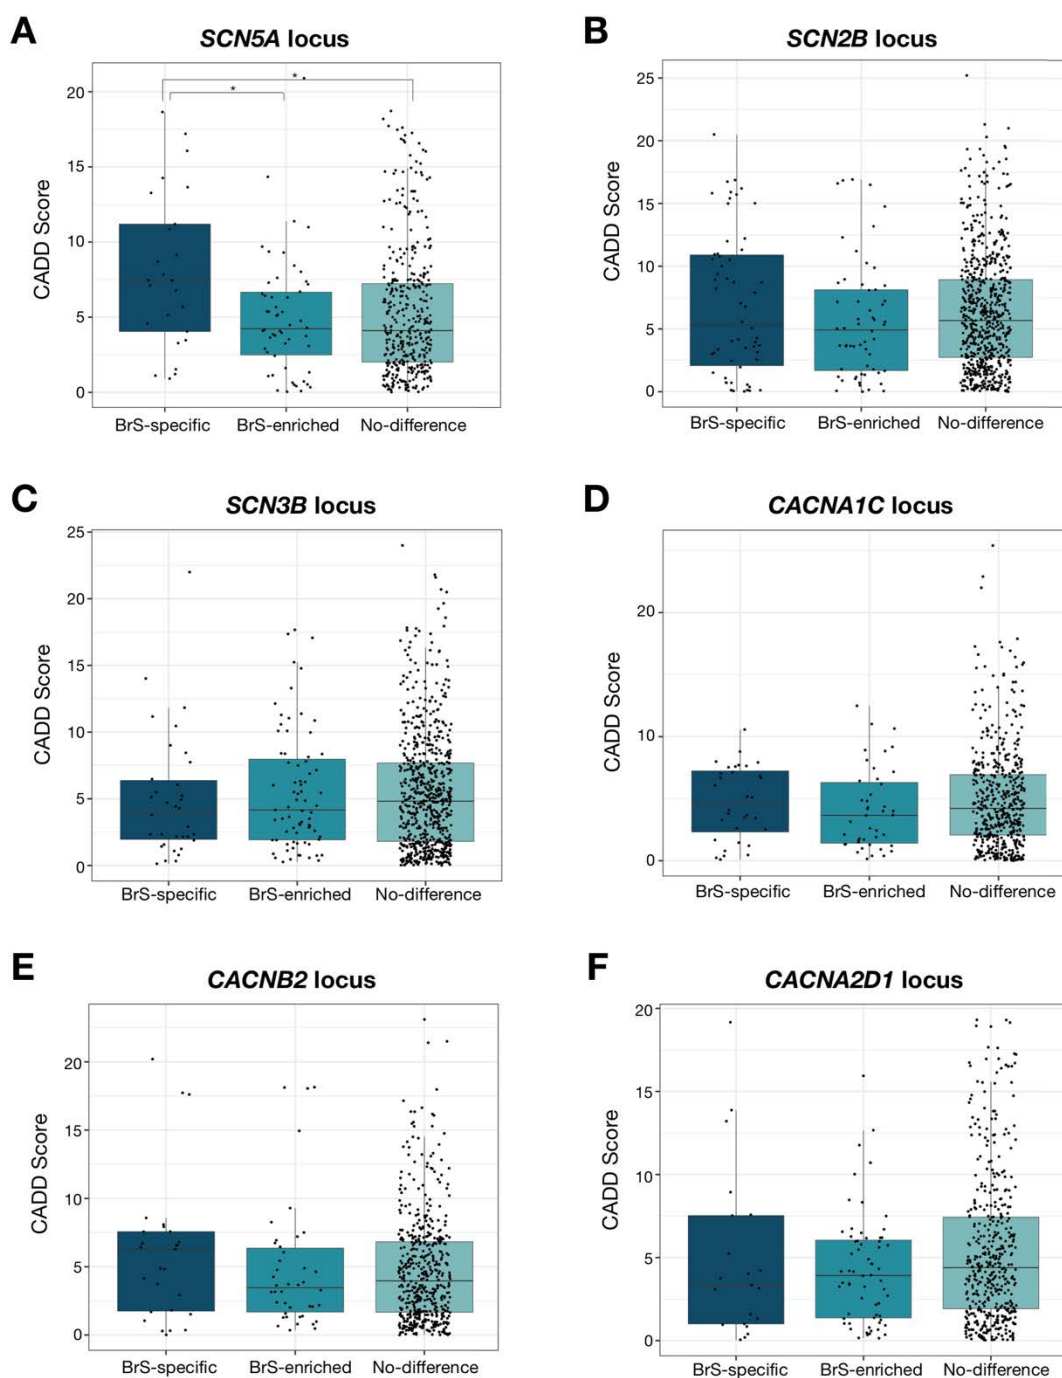 A
SCN5A locus
CADD Score
20
15
10
5
0
*
*
BrS-specific BrS-enriched No-difference
B
SCN2B locus
CADD Score
25
20
15
10
5
0
BrS-specific BrS-enriched No-difference
C
SCN3B locus
CADD Score
25
20
15
10
5
0
BrS-specific BrS-enriched No-difference
D
CACNA1C locus
CADD Score
20
10
0
BrS-specific BrS-enriched No-difference
E
CACNB2 locus
CADD Score
20
15
10
5
0
BrS-specific BrS-enriched No-difference
F
CACNA2D1 locus
CADD Score
20
15
10
5
0
BrS-specific BrS-enriched No-difference